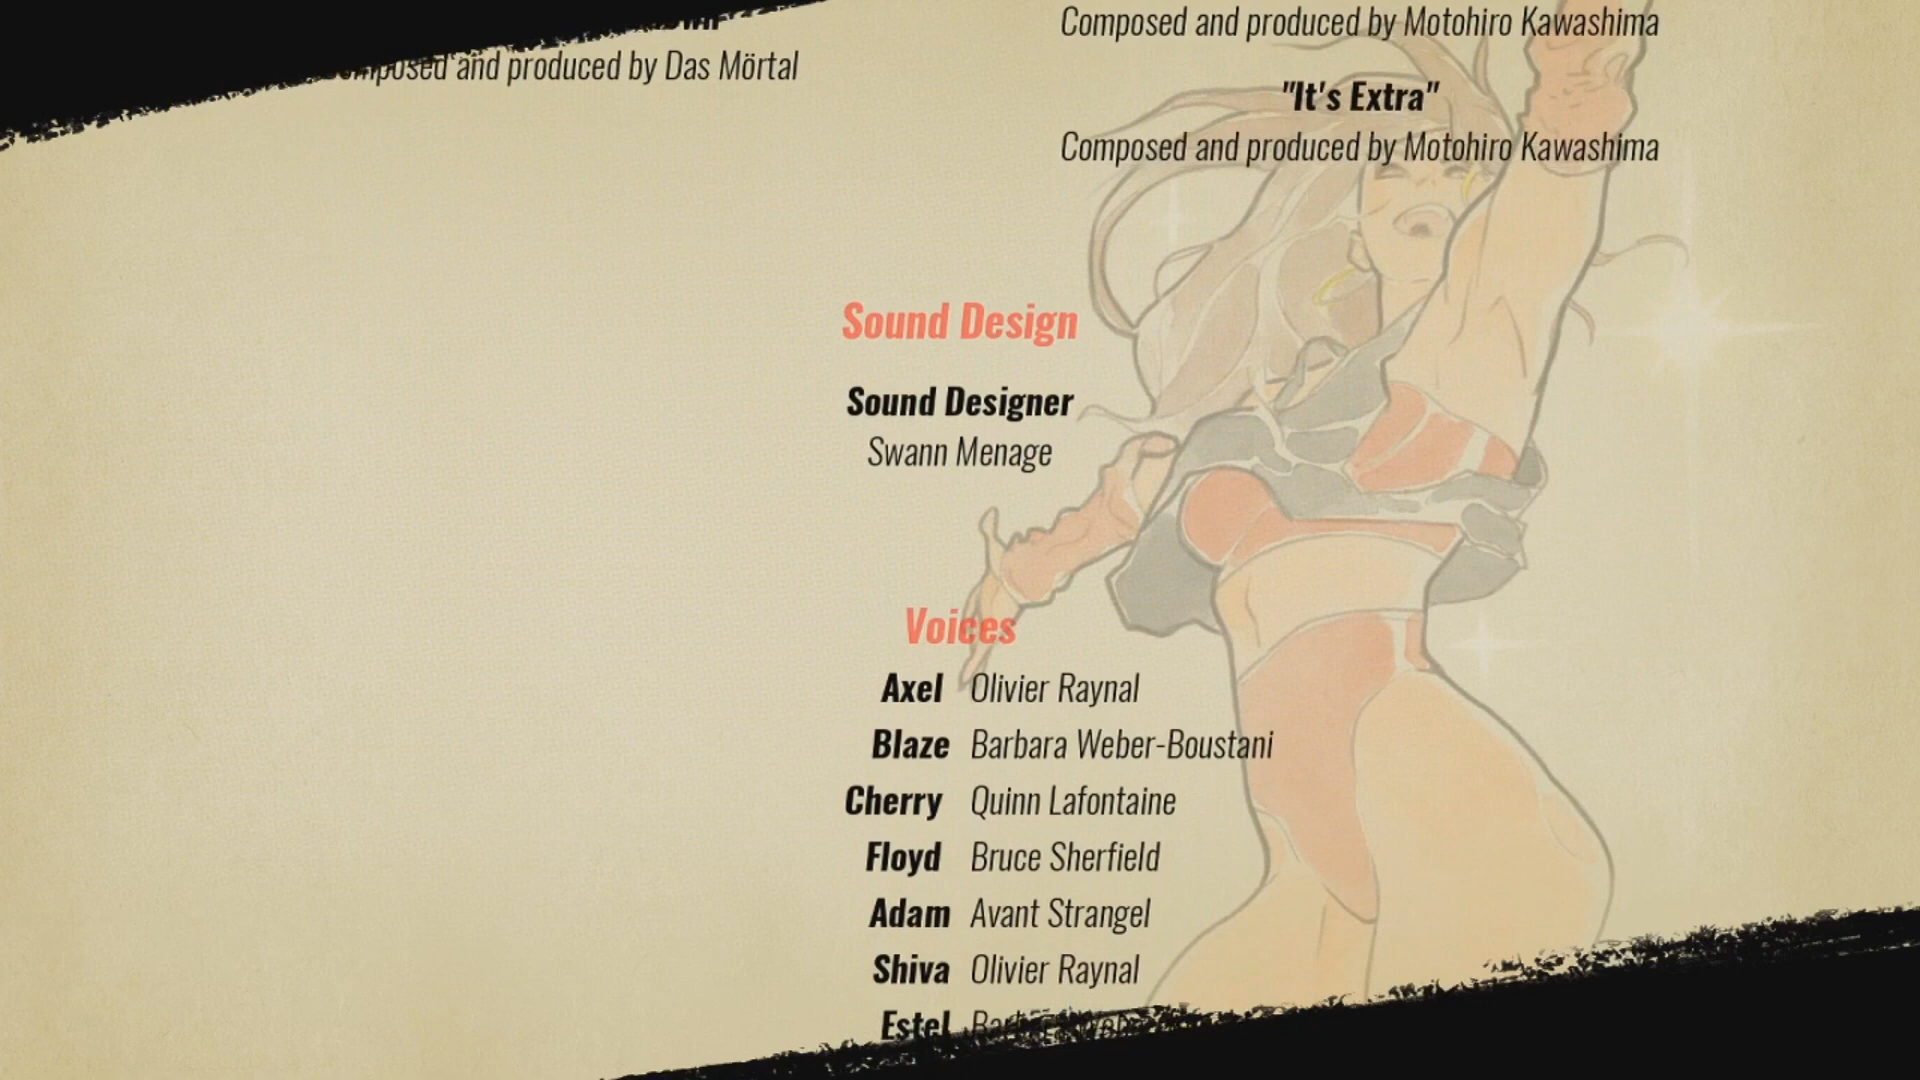 and produced by Das Mörtal
Composed and produced by Motohiro Kawashima
"It's Extra"
Composed and produced by Motohiro Kawashima
Sound Design
Sound Designer
Swann Menage
Voices
Axel Olivier Raynal
Blaze Barbara Weber-Boustani
Cherry Quinn Lafontaine
Floyd Bruce Sherfield
Adam Avant Strangel
Shiva Olivier Raynal
Estel